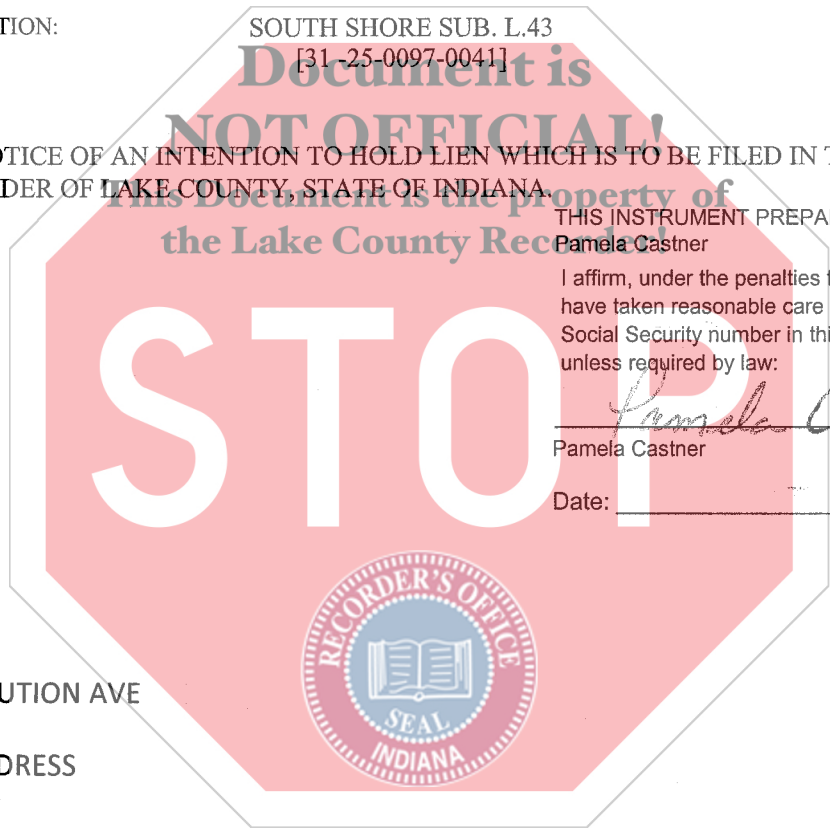 TION: SOUTH SHORE SUB. L.43
[31 -25-0097-0041]
Document is
NOT OFFICIAL!
OTICE OF AN INTENTION TO HOLD LIEN WHICH IS TO BE FILED IN T
DER OF LAKE COUNTY, STATE OF INDIANA.
This Document is the property of
the Lake County Recorder!
THIS INSTRUMENT PREPA
Pamela Castner
I affirm, under the penalties f
have taken reasonable care
Social Security number in thi
unless required by law:
STOP
Pamela C
Pamela Castner
Date:
RECORDER'S OFFICE
SEAL
INDIANA
UTION AVE
DRESS